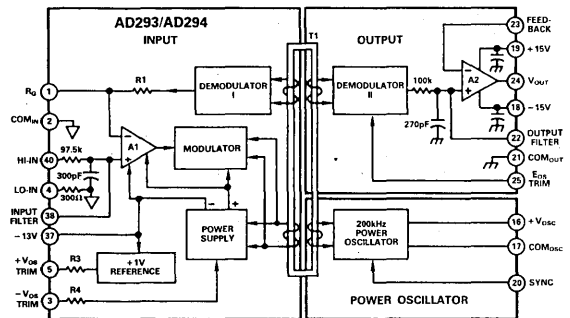 AD293/AD294
INPUT
T1
OUTPUT
23 FEED-BACK
19 +15V
A2
24 VOUT
18 −15V
22 OUTPUT FILTER
21 COMOUT
25 EOS TRIM
RG 1
R1
DEMODULATOR I
DEMODULATOR II
100k
270pF
2 COMIN
97.5k
HI-IN 40
A1
MODULATOR
300pF
LO-IN 4
300Ω
INPUT FILTER 38
−13V 37
− +
POWER SUPPLY
200kHz POWER OSCILLATOR
16 +VOSC
17 COMOSC
+VOS TRIM 5
R3
+1V REFERENCE
−VOS TRIM 3
R4
20 SYNC
POWER OSCILLATOR